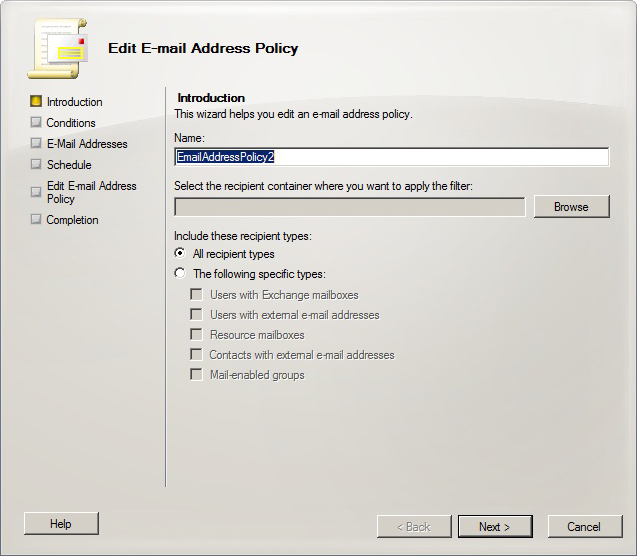 Edit E-mail Address Policy
Introduction
Conditions
E-Mail Addresses
Schedule
Edit E-mail Address
Policy
Completion
Introduction
This wizard helps you edit an e-mail address policy.
Name:
EmailAddressPolicy2
Select the recipient container where you want to apply the filter:
Browse
Include these recipient types:
All recipient types
The following specific types:
Users with Exchange mailboxes
Users with external e-mail addresses
Resource mailboxes
Contacts with external e-mail addresses
Mail-enabled groups
Help
< Back
Next >
Cancel